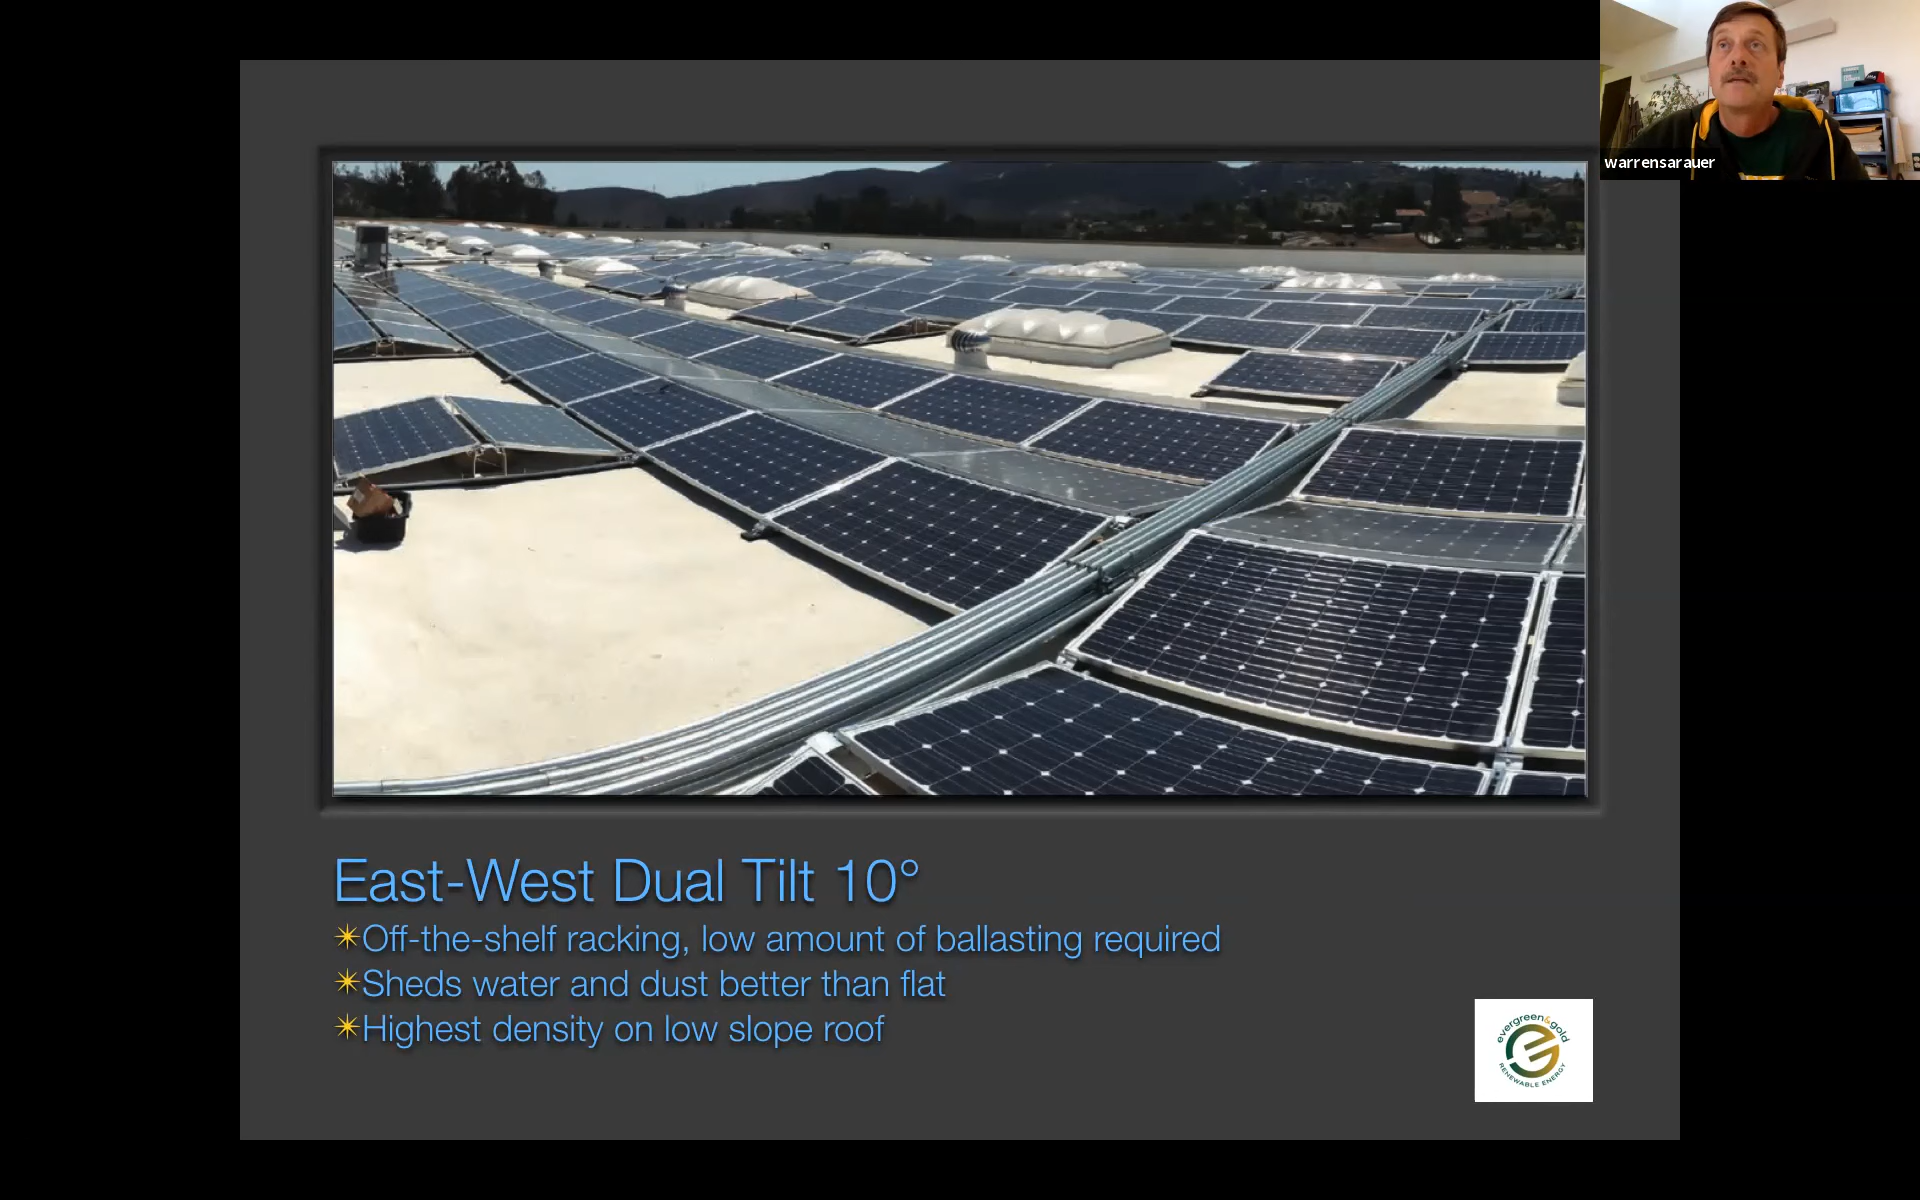 warrensarauer
East-West Dual Tilt 10°
✴Off-the-shelf racking, low amount of ballasting required
✴Sheds water and dust better than flat
✴Highest density on low slope roof
evergreen&gold
RENEWABLE ENERGY